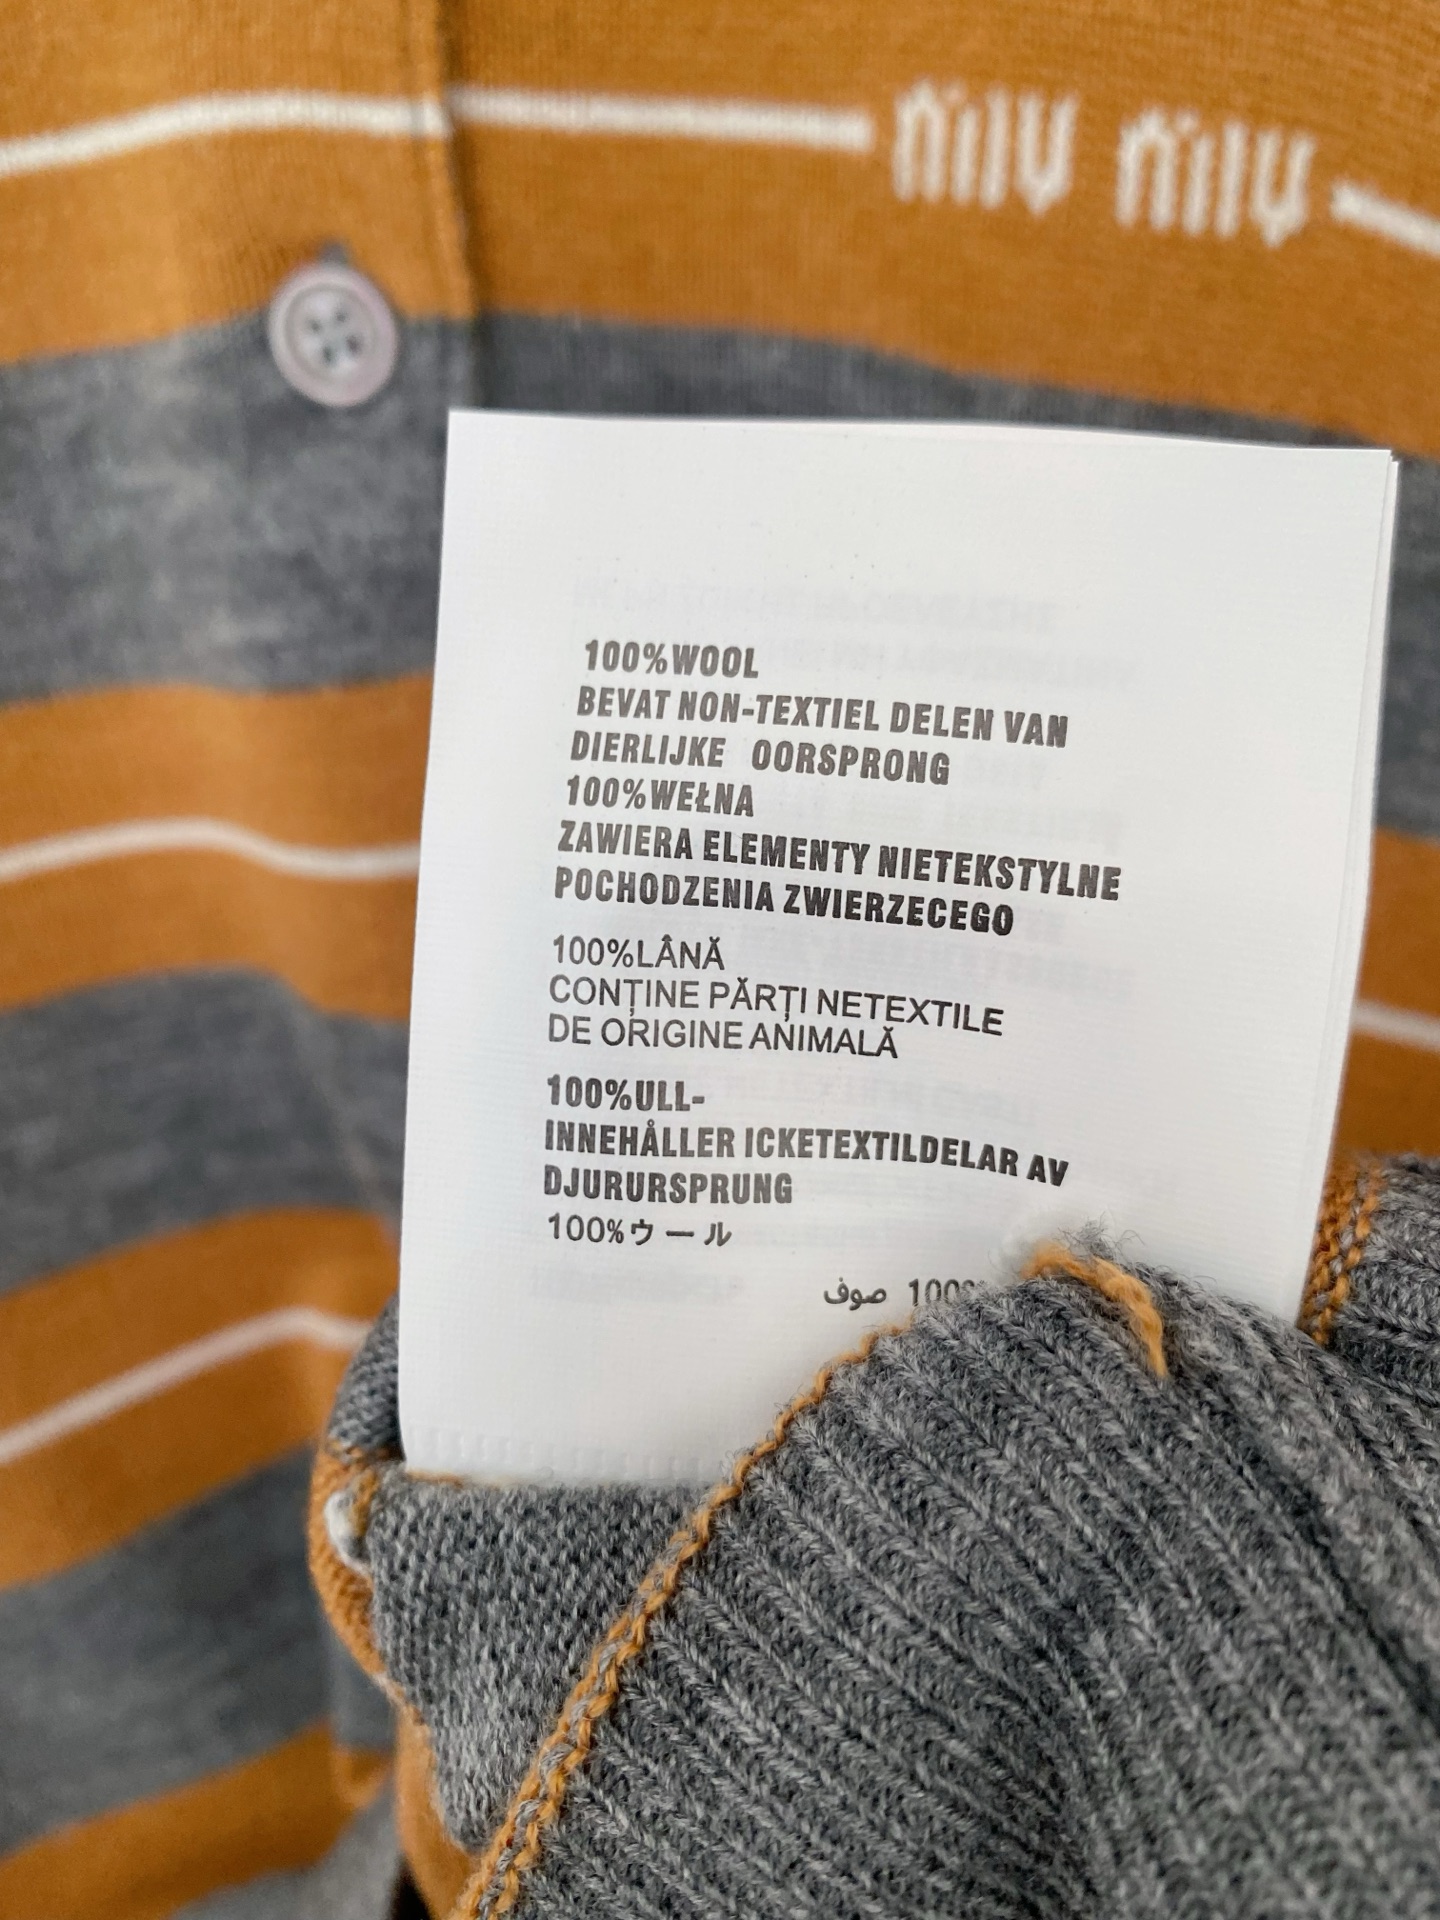 miu miu
100%WOOL
BEVAT NON-TEXTIEL DELEN VAN
DIERLIJKE OORSPRONG
100%WEŁNA
ZAWIERA ELEMENTY NIETEKSTYLNE
POCHODZENIA ZWIERZECEGO
100%LÂNĂ
CONȚINE PĂRȚI NETEXTILE
DE ORIGINE ANIMALĂ
100%ULL-
INNEHÅLLER ICKETEXTILDELAR AV
DJURURSPRUNG
100%ウール
صوف 100%